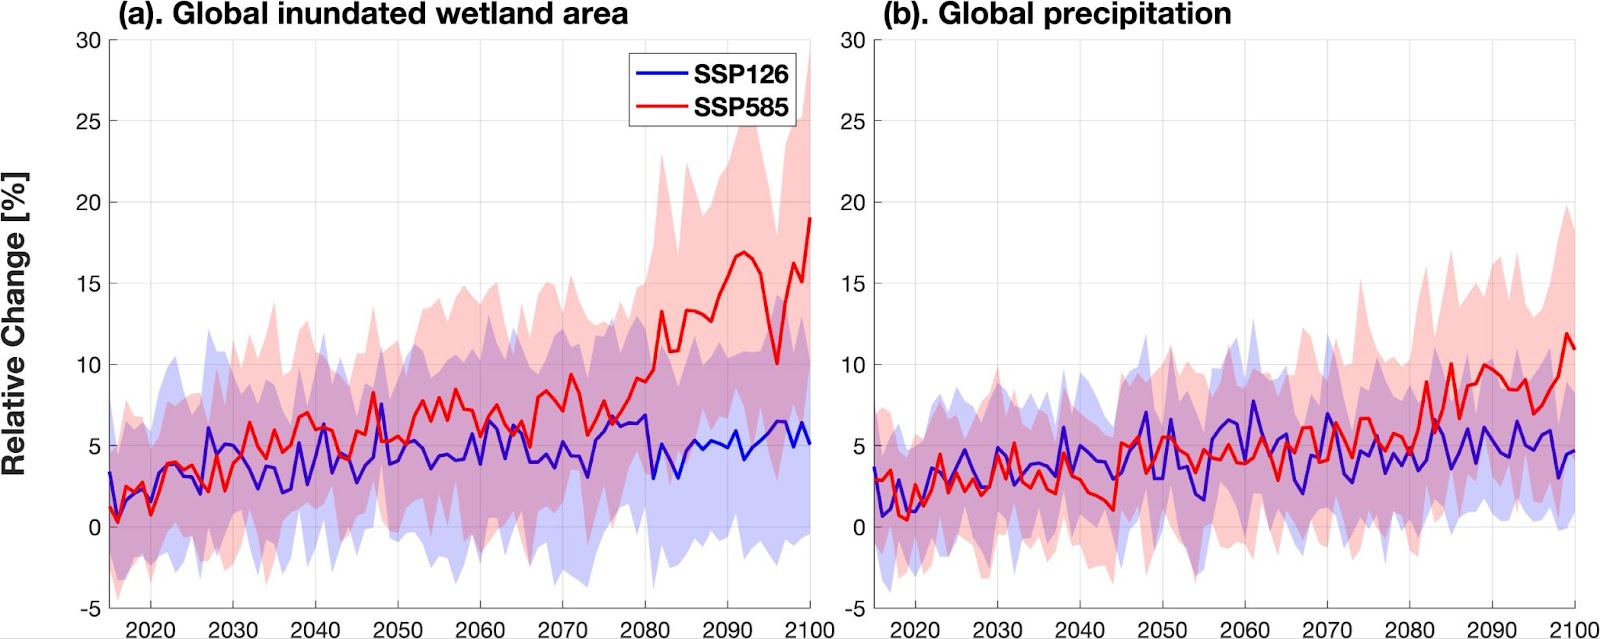 (a). Global inundated wetland area
(b). Global precipitation
Relative Change [%]
30
25
20
15
10
5
0
-5
SSP126
SSP585
2020 2030 2040 2050 2060 2070 2080 2090 2100
30
25
20
15
10
5
0
-5
2020 2030 2040 2050 2060 2070 2080 2090 2100